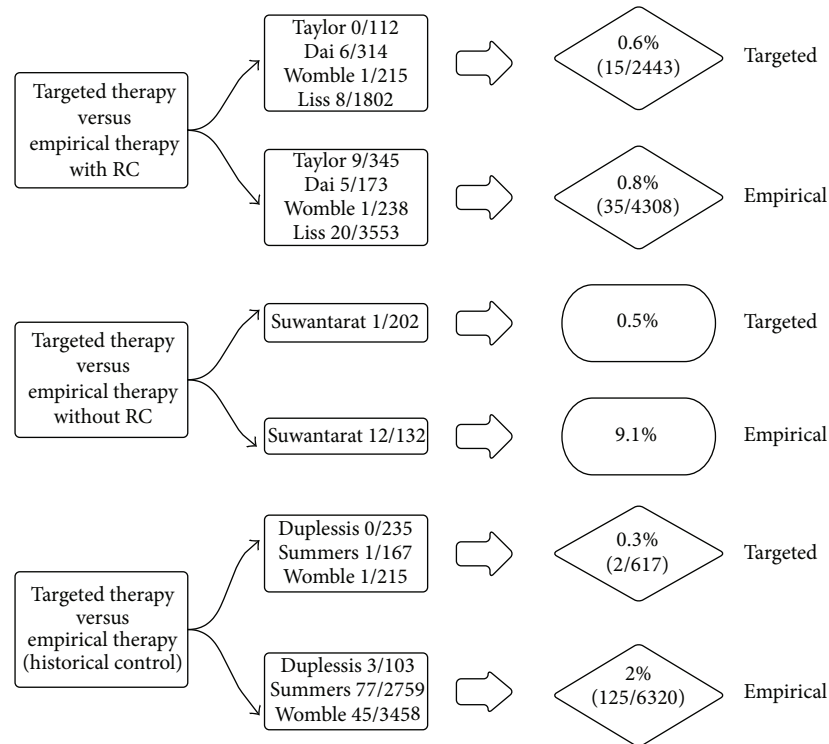 Targeted therapy
versus
empirical therapy
with RC
Taylor 0/112
Dai 6/314
Womble 1/215
Liss 8/1802
0.6%
(15/2443)
Targeted
Taylor 9/345
Dai 5/173
Womble 1/238
Liss 20/3553
0.8%
(35/4308)
Empirical
Targeted therapy
versus
empirical therapy
without RC
Suwantarat 1/202
0.5%
Targeted
Suwantarat 12/132
9.1%
Empirical
Targeted therapy
versus
empirical therapy
(historical control)
Duplessis 0/235
Summers 1/167
Womble 1/215
0.3%
(2/617)
Targeted
Duplessis 3/103
Summers 77/2759
Womble 45/3458
2%
(125/6320)
Empirical